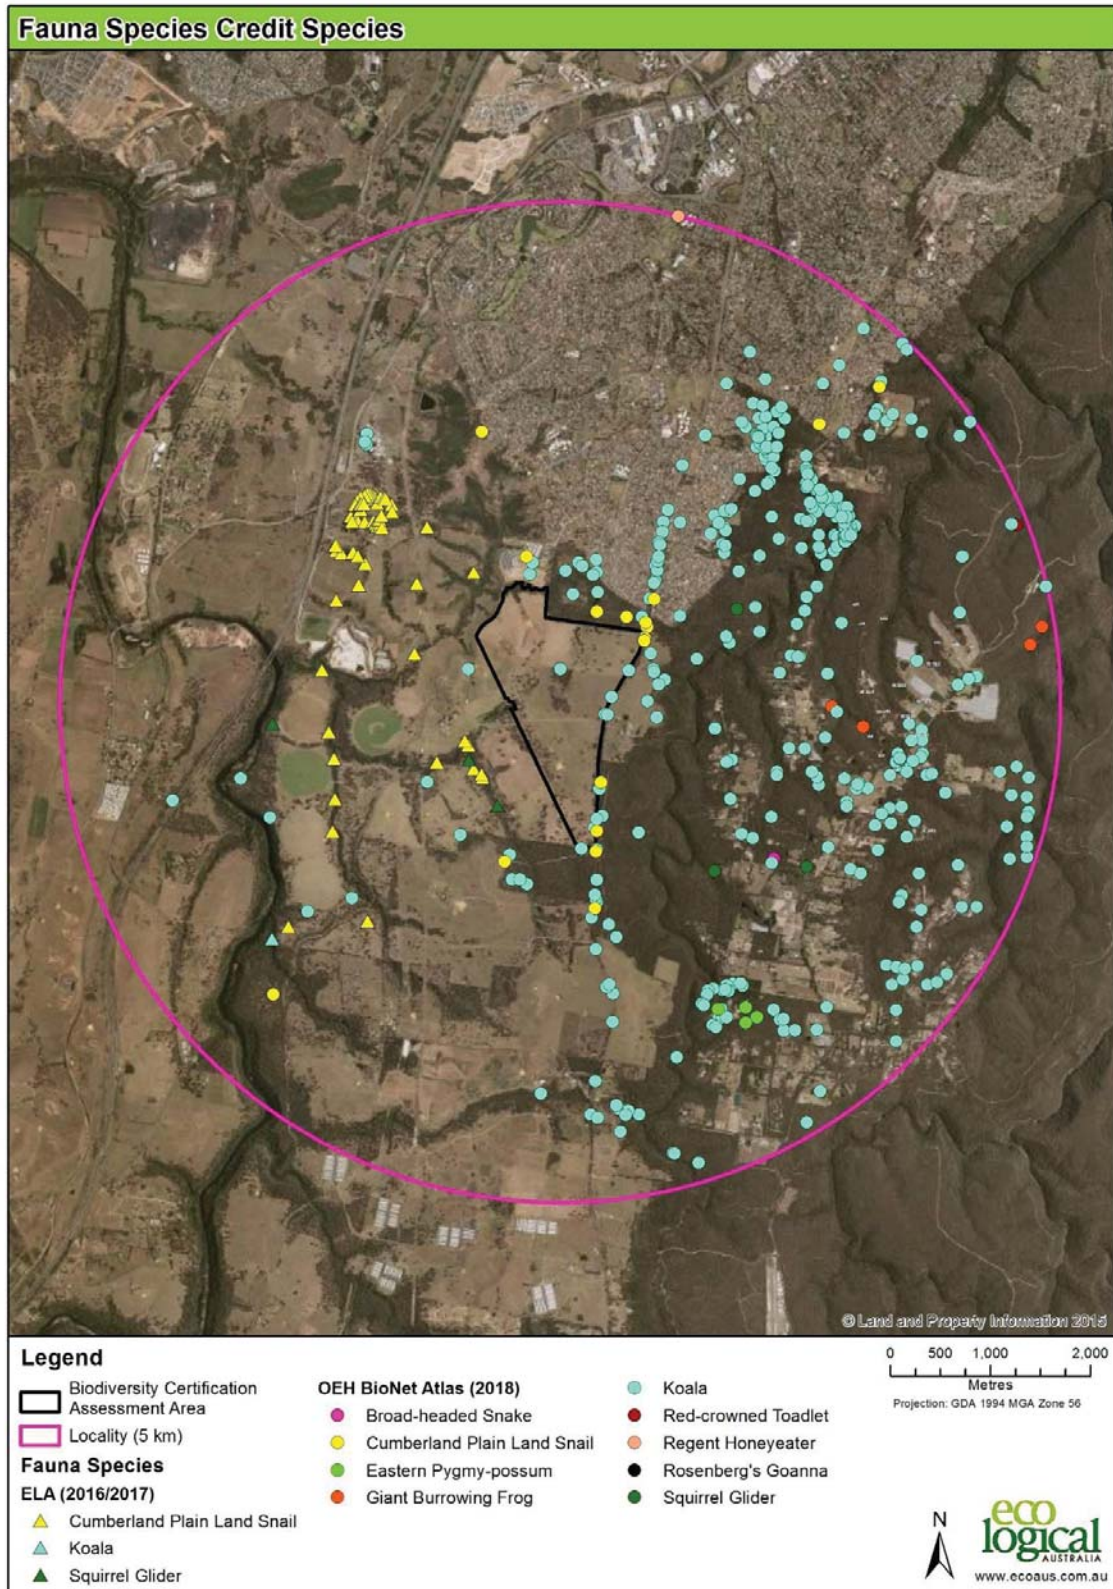 Fauna Species Credit Species
© Land and Property Information 2015
Legend
Biodiversity Certification
Assessment Area
Locality (5 km)
Fauna Species
ELA (2016/2017)
Cumberland Plain Land Snail
Koala
Squirrel Glider
OEH BioNet Atlas (2018)
Broad-headed Snake
Cumberland Plain Land Snail
Eastern Pygmy-possum
Giant Burrowing Frog
Koala
Red-crowned Toadlet
Regent Honeyeater
Rosenberg's Goanna
Squirrel Glider
0 500 1,000 2,000
Metres
Projection: GDA 1994 MGA Zone 56
N
eco
logical
AUSTRALIA
www.ecoaus.com.au